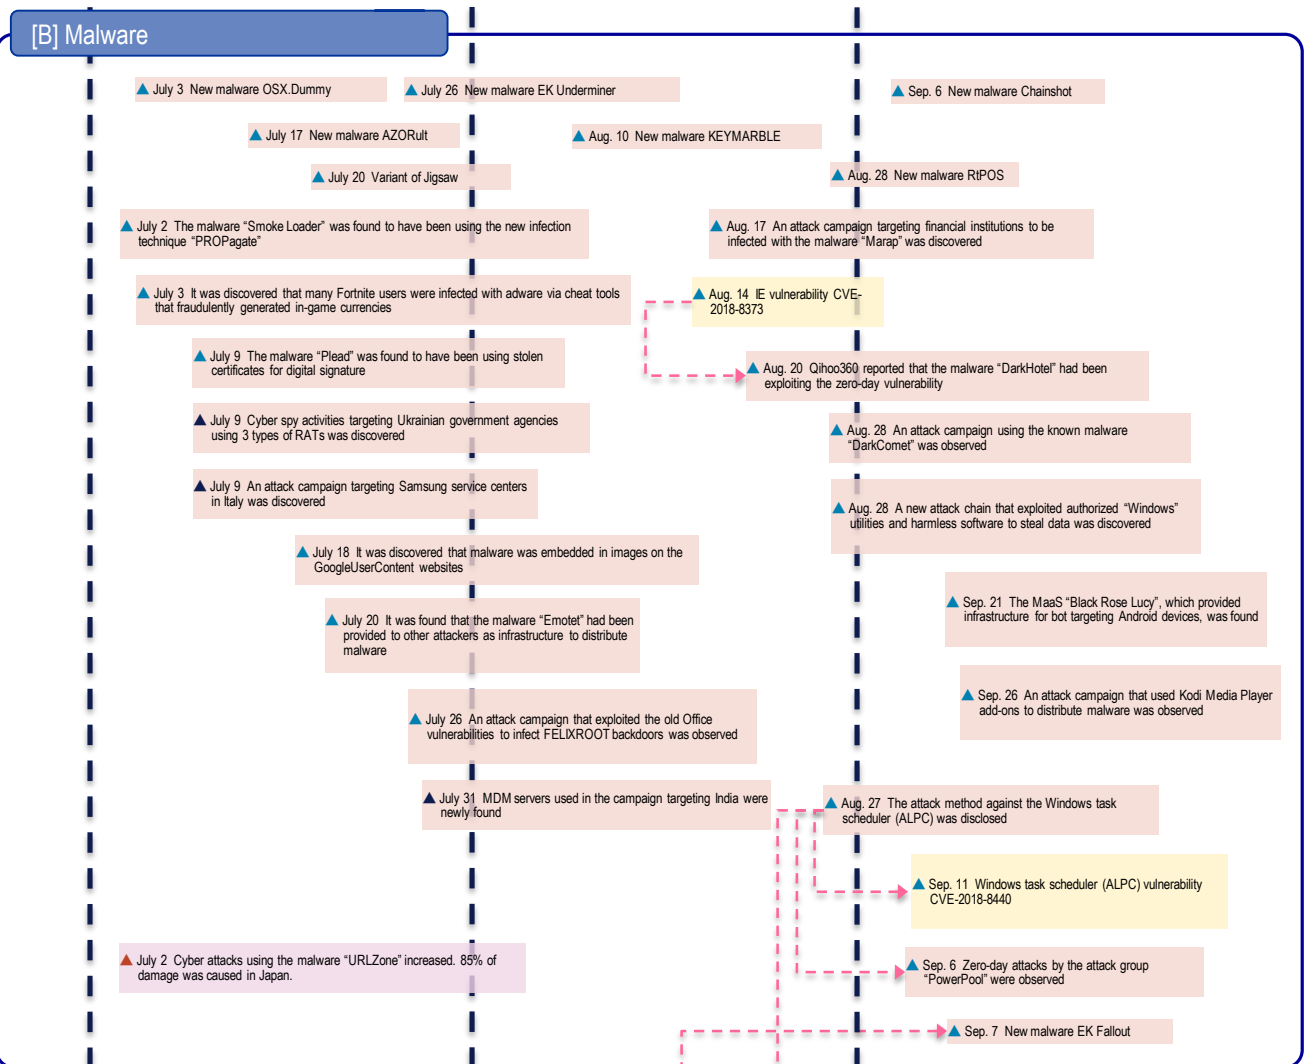 [B] Malware
July 3  New malware OSX.Dummy
July 26  New malware EK Underminer
Sep. 6  New malware Chainshot
July 17  New malware AZORult
Aug. 10  New malware KEYMARBLE
July 20  Variant of Jigsaw
Aug. 28  New malware RtPOS
July 2  The malware “Smoke Loader” was found to have been using the new infection
technique “PROPagate”
Aug. 17  An attack campaign targeting financial institutions to be
infected with the malware “Marap” was discovered
July 3  It was discovered that many Fortnite users were infected with adware via cheat tools
that fraudulently generated in-game currencies
Aug. 14  IE vulnerability CVE-
2018-8373
July 9  The malware “Plead” was found to have been using stolen
certificates for digital signature
Aug. 20  Qihoo360 reported that the malware “DarkHotel” had been
exploiting the zero-day vulnerability
July 9  Cyber spy activities targeting Ukrainian government agencies
using 3 types of RATs was discovered
Aug. 28  An attack campaign using the known malware
“DarkComet” was observed
July 9  An attack campaign targeting Samsung service centers
in Italy was discovered
Aug. 28  A new attack chain that exploited authorized “Windows”
utilities and harmless software to steal data was discovered
July 18  It was discovered that malware was embedded in images on the
GoogleUserContent websites
July 20  It was found that the malware “Emotet” had been
provided to other attackers as infrastructure to distribute
malware
Sep. 21  The MaaS “Black Rose Lucy”, which provided
infrastructure for bot targeting Android devices, was found
Sep. 26  An attack campaign that used Kodi Media Player
add-ons to distribute malware was observed
July 26  An attack campaign that exploited the old Office
vulnerabilities to infect FELIXROOT backdoors was observed
July 31  MDM servers used in the campaign targeting India were
newly found
Aug. 27  The attack method against the Windows task
scheduler (ALPC) was disclosed
Sep. 11  Windows task scheduler (ALPC) vulnerability
CVE-2018-8440
July 2  Cyber attacks using the malware “URLZone” increased. 85% of
damage was caused in Japan.
Sep. 6  Zero-day attacks by the attack group
“PowerPool” were observed
Sep. 7  New malware EK Fallout